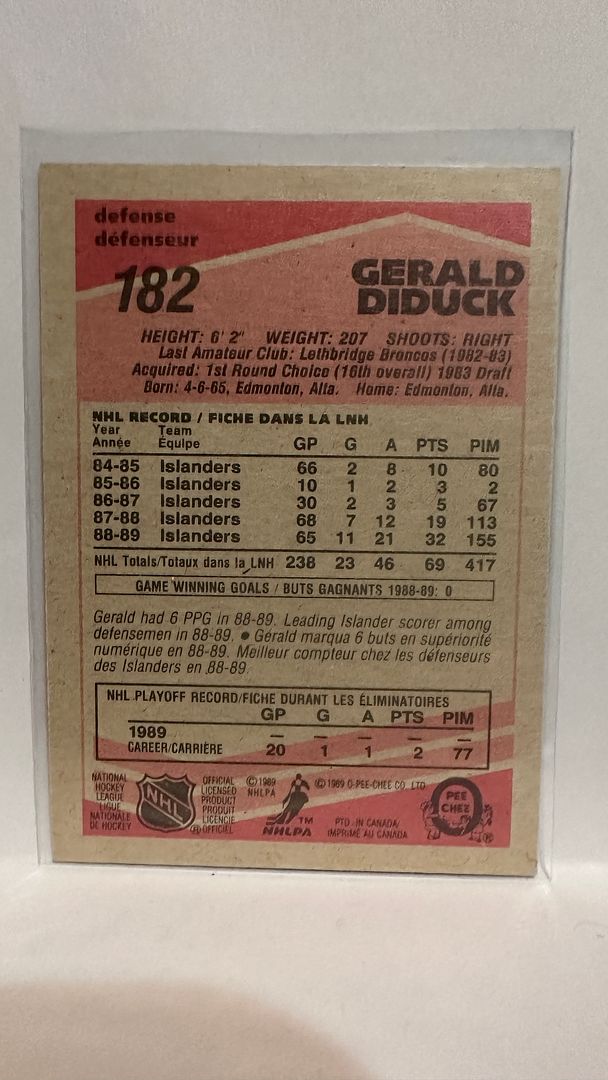 defense
défenseur
182
GERALD
DIDUCK
HEIGHT: 6' 2" WEIGHT: 207 SHOOTS: RIGHT
Last Amateur Club: Lethbridge Broncos (1982-83)
Acquired: 1st Round Choice (16th overall) 1983 Draft
Born: 4-6-65, Edmonton, Alta. Home: Edmonton, Alta.
NHL RECORD / FICHE DANS LA LNH
Year Team
Année Équipe GP G A PTS PIM
84-85 Islanders 66 2 8 10 80
85-86 Islanders 10 1 2 3 2
86-87 Islanders 30 2 3 5 67
87-88 Islanders 68 7 12 19 113
88-89 Islanders 65 11 21 32 155
NHL Totals/Totaux dans la LNH 238 23 46 69 417
GAME WINNING GOALS / BUTS GAGNANTS 1988-89: 0
Gerald had 6 PPG in 88-89. Leading Islander scorer among
defensemen in 88-89. ● Gérald marqua 6 buts en supériorité
numérique en 88-89. Meilleur compteur chez les défenseurs
des Islanders en 88-89.
NHL PLAYOFF RECORD/FICHE DURANT LES ÉLIMINATOIRES
GP G A PTS PIM
1989 — — — — —
CAREER/CARRIÈRE 20 1 1 2 77
NATIONAL
HOCKEY
LEAGUE
LIGUE
NATIONALE
DE HOCKEY
NHL
OFFICIAL
LICENSED
PRODUCT
PRODUIT
LICENCIÉ
OFFICIEL
©1989
NHLPA
NHLPA
TM
©1989 O-PEE-CHEE CO. LTD
PTD. IN CANADA/
IMPRIMÉ AU CANADA
PEE
CHEE
®